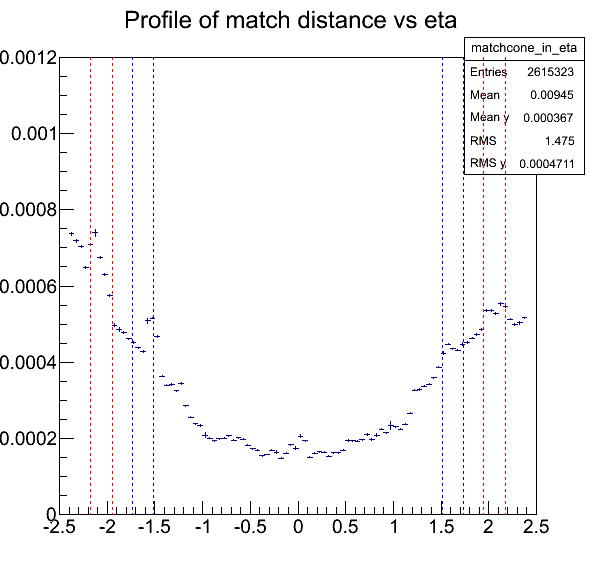 Profile of match distance vs eta
matchcone_in_eta
Entries 2615323
Mean 0.00945
Mean y 0.000367
RMS 1.475
RMS y 0.0004711
0.0012
0.001
0.0008
0.0006
0.0004
0.0002
0
-2.5 -2 -1.5 -1 -0.5 0 0.5 1 1.5 2 2.5